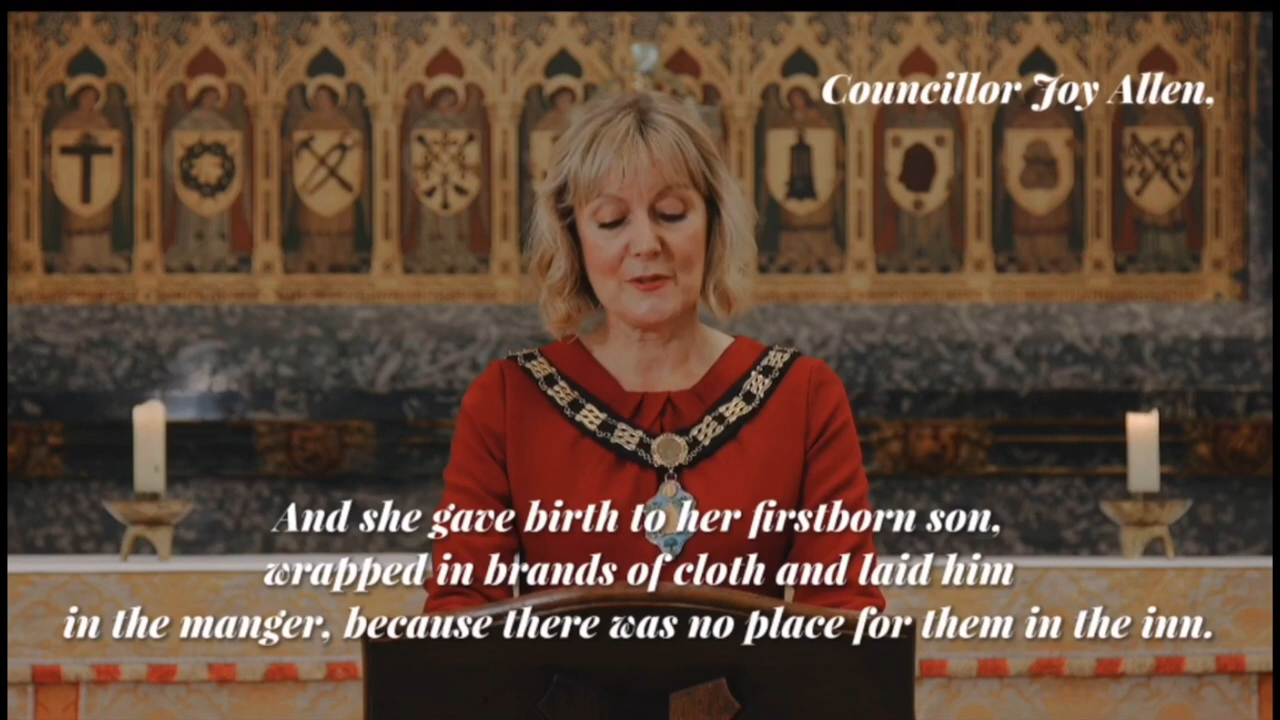 Councillor Joy Allen,
And she gave birth to her firstborn son,
wrapped in brands of cloth and laid him
in the manger, because there was no place for them in the inn.